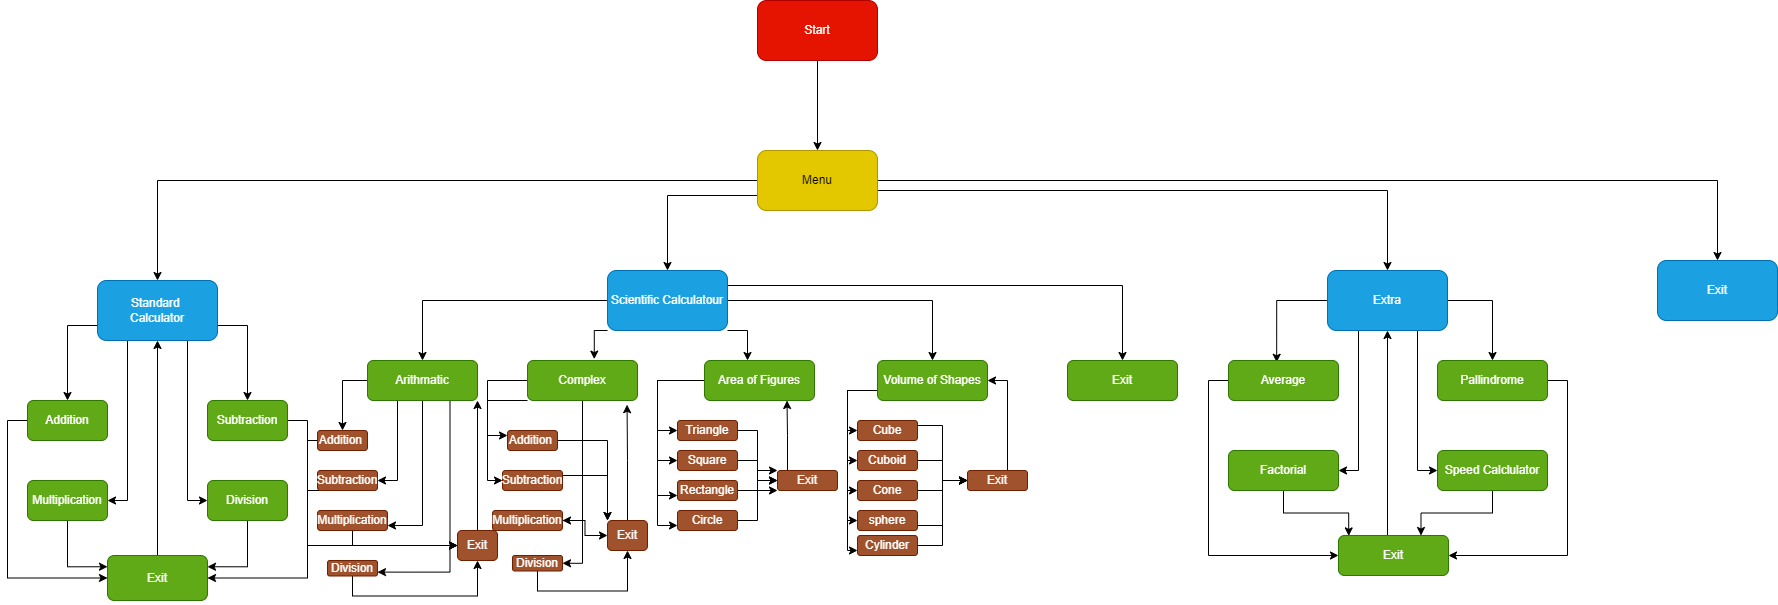 Start
Menu
Standard
Calculator
Scientific Calculatour
Extra
Exit
Arithmatic
Complex
Area of Figures
Volume of Shapes
Exit
Average
Pallindrome
Addition
Subtraction
Addition
Addition
Triangle
Cube
Square
Cuboid
Multiplication
Division
Subtraction
Subtraction
Rectangle
Exit
Cone
Exit
Factorial
Speed Calclulator
Multiplication
Multiplication
Circle
sphere
Exit
Exit
Cylinder
Exit
Exit
Division
Division